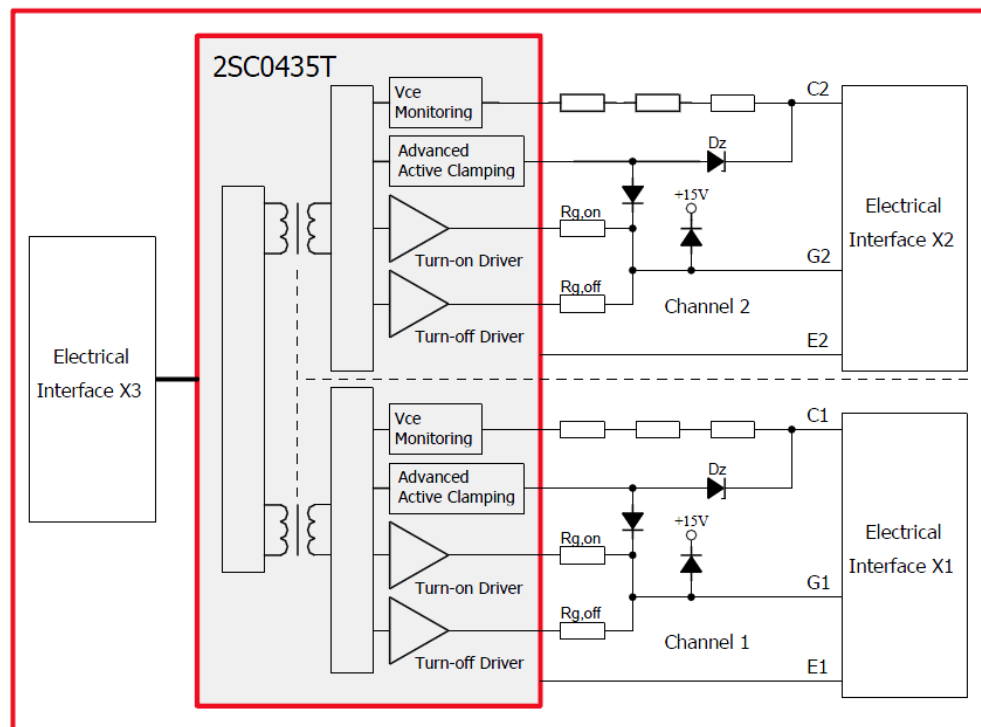 2SC0435T
Vce
Monitoring
C2
Advanced
Active Clamping
Dz
+15V
Rg,on
Turn-on Driver
G2
Rg,off
Channel 2
Turn-off Driver
E2
Electrical
Interface X2
Electrical
Interface X3
Vce
Monitoring
C1
Advanced
Active Clamping
Dz
+15V
Rg,on
Turn-on Driver
G1
Rg,off
Channel 1
Turn-off Driver
E1
Electrical
Interface X1